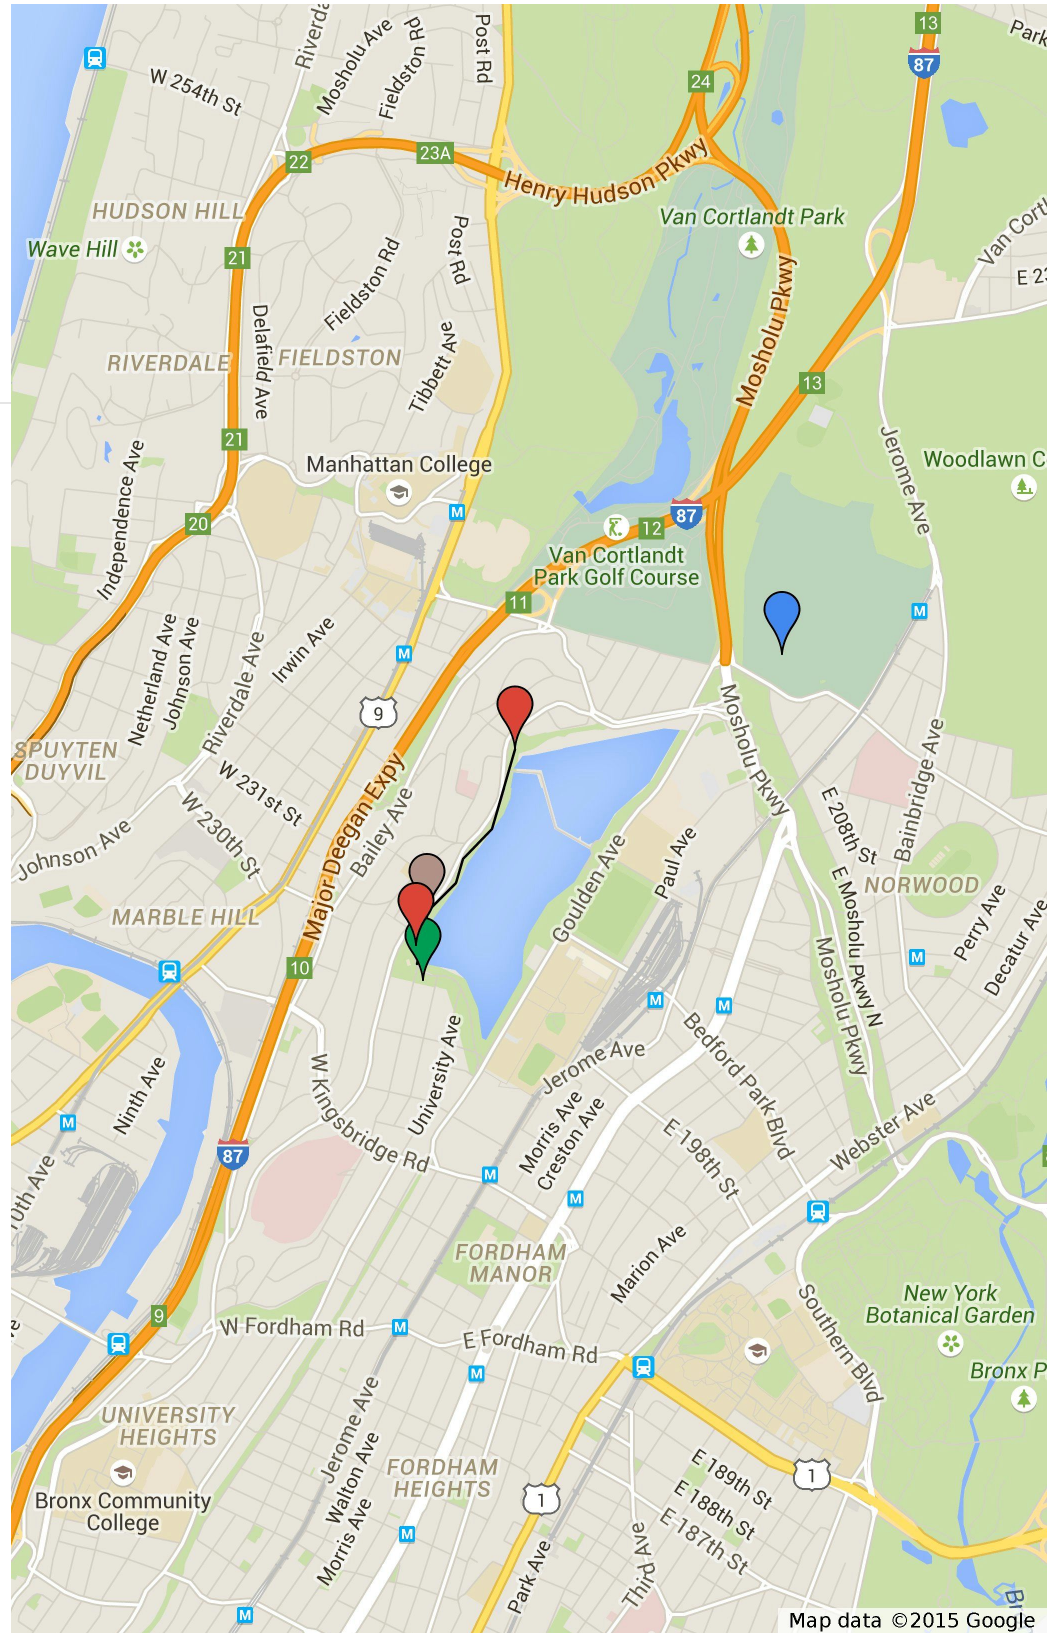 13
87
Park
Post Rd
Mosholu Ave
Fieldston Rd
W 254th St
24
22
23A
Henry Hudson Pkwy
HUDSON HILL
Van Cortlandt Park
Wave Hill
21
Post Rd
Fieldston Rd
Mosholu Pkwy
Delafield Ave
RIVERDALE
FIELDSTON
Tibbett Ave
13
21
Manhattan College
M
Jerome Ave
Woodlawn C
Independence Ave
20
87
12
Van Cortlandt
Park Golf Course
11
M
Netherland Ave
Johnson Ave
Riverdale Ave
Irwin Ave
M
9
SPUYTEN
DUYVIL
W 231st St
W 230th St
Johnson Ave
Major Deegan Expy
Bailey Ave
Mosholu Pkwy
E 208th St
Bainbridge Ave
Paul Ave
Goulden Ave
NORWOOD
E Mosholu Pkwy N
Mosholu Pkwy
Perry Ave
Decatur Ave
MARBLE HILL
10
M
M
M
University Ave
Bedford Park Blvd
Jerome Ave
Ninth Ave
M
W Kingsbridge Rd
Morris Ave
Creston Ave
E 198th St
Webster Ave
87
10th Ave
M
M
FORDHAM
MANOR
Marion Ave
New York
Botanical Garden
Southern Blvd
9
W Fordham Rd
M
E Fordham Rd
M
Bronx P
UNIVERSITY
HEIGHTS
Jerome Ave
Walton Ave
Morris Ave
FORDHAM
HEIGHTS
1
1
E 189th St
E 188th St
E 187th St
Bronx Community
College
M
Park Ave
Third Ave
M
Map data ©2015 Google